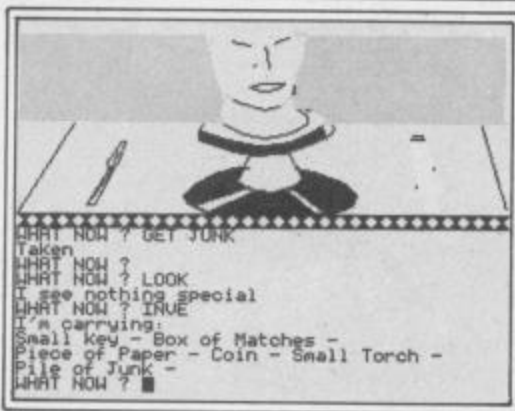 WHAT NOW ? GET JUNK
Taken
WHAT NOW ?
WHAT NOW ? LOOK
I see nothing special
WHAT NOW ? INVE
I'm carrying:
Small Key - Box of Matches -
Piece of Paper - Coin - Small Torch -
Pile of Junk -
WHAT NOW ?